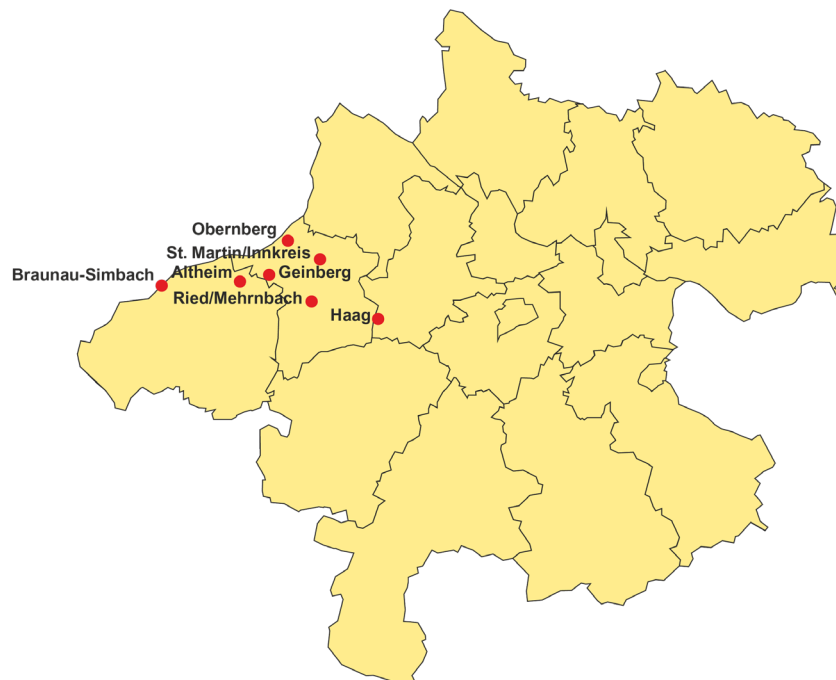 Obernberg
St. Martin/Innkreis
Braunau-Simbach
Altheim
Geinberg
Ried/Mehrnbach
Haag